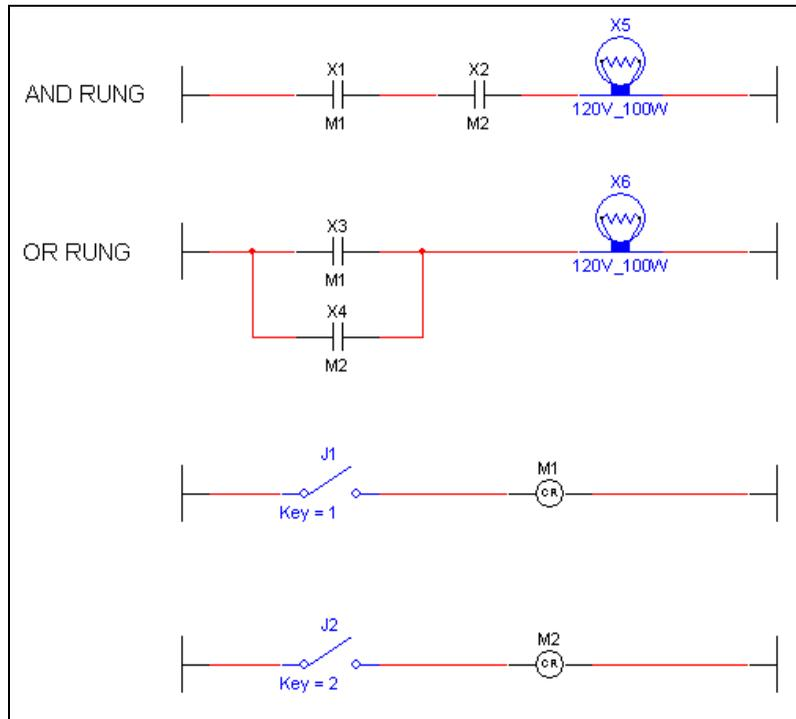 X5
X1 X2
AND RUNG
M1 M2 120V_100W
X6
X3
OR RUNG
M1 120V_100W
X4
M2
J1 M1
CR
Key = 1
J2 M2
CR
Key = 2